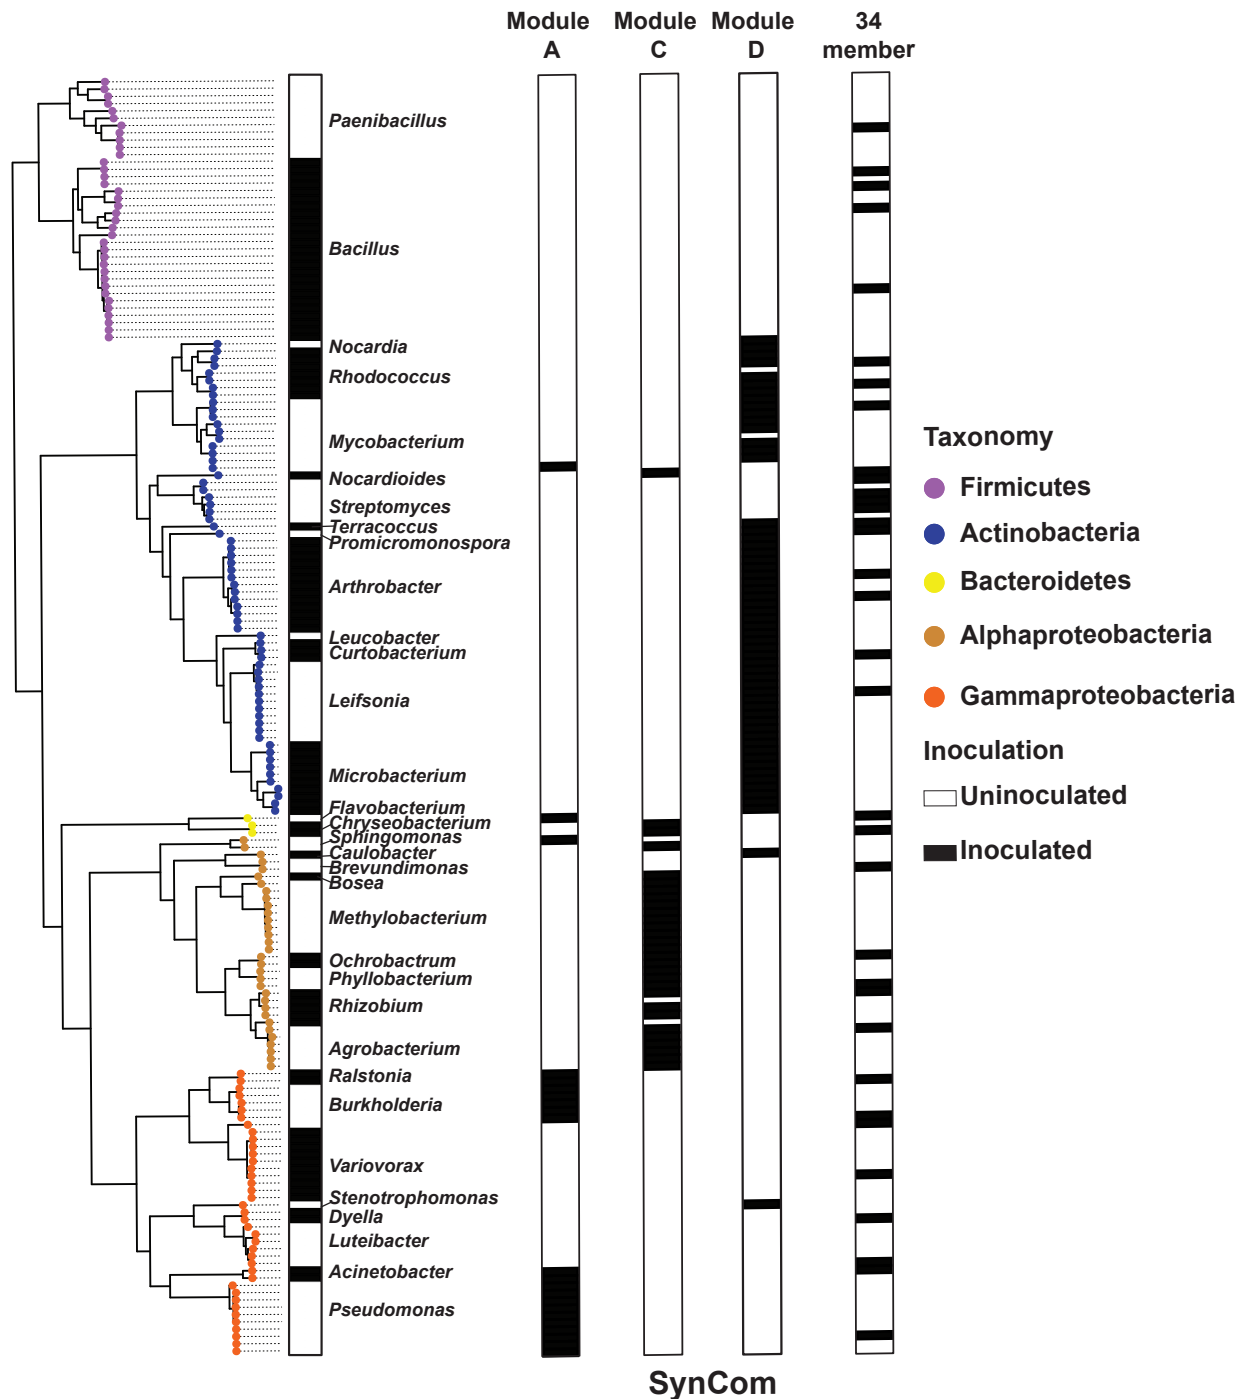 Module
A
Module
C
Module
D
34
member
Paenibacillus
Bacillus
Nocardia
Rhodococcus
Mycobacterium
Nocardioides
Streptomyces
Terracoccus
Promicromonospora
Arthrobacter
Leucobacter
Curtobacterium
Leifsonia
Microbacterium
Flavobacterium
Chryseobacterium
Sphingomonas
Caulobacter
Brevundimonas
Bosea
Methylobacterium
Ochrobactrum
Phyllobacterium
Rhizobium
Agrobacterium
Ralstonia
Burkholderia
Variovorax
Stenotrophomonas
Dyella
Luteibacter
Acinetobacter
Pseudomonas
Taxonomy
Firmicutes
Actinobacteria
Bacteroidetes
Alphaproteobacteria
Gammaproteobacteria
Inoculation
Uninoculated
Inoculated
SynCom